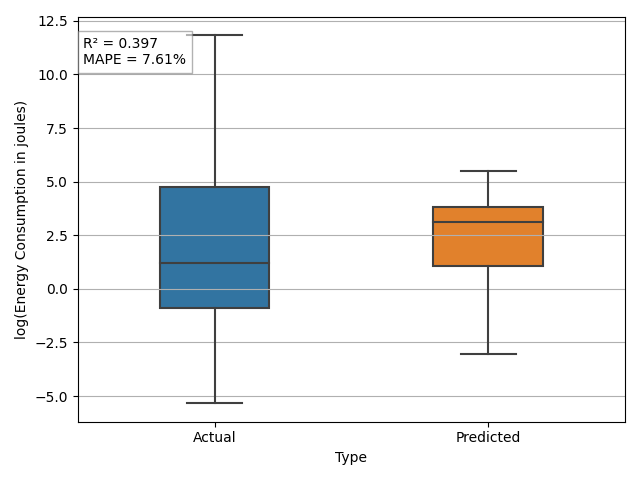 R² = 0.397
MAPE = 7.61%
12.5
10.0
7.5
5.0
2.5
0.0
−2.5
−5.0
log(Energy Consumption in joules)
Actual
Predicted
Type